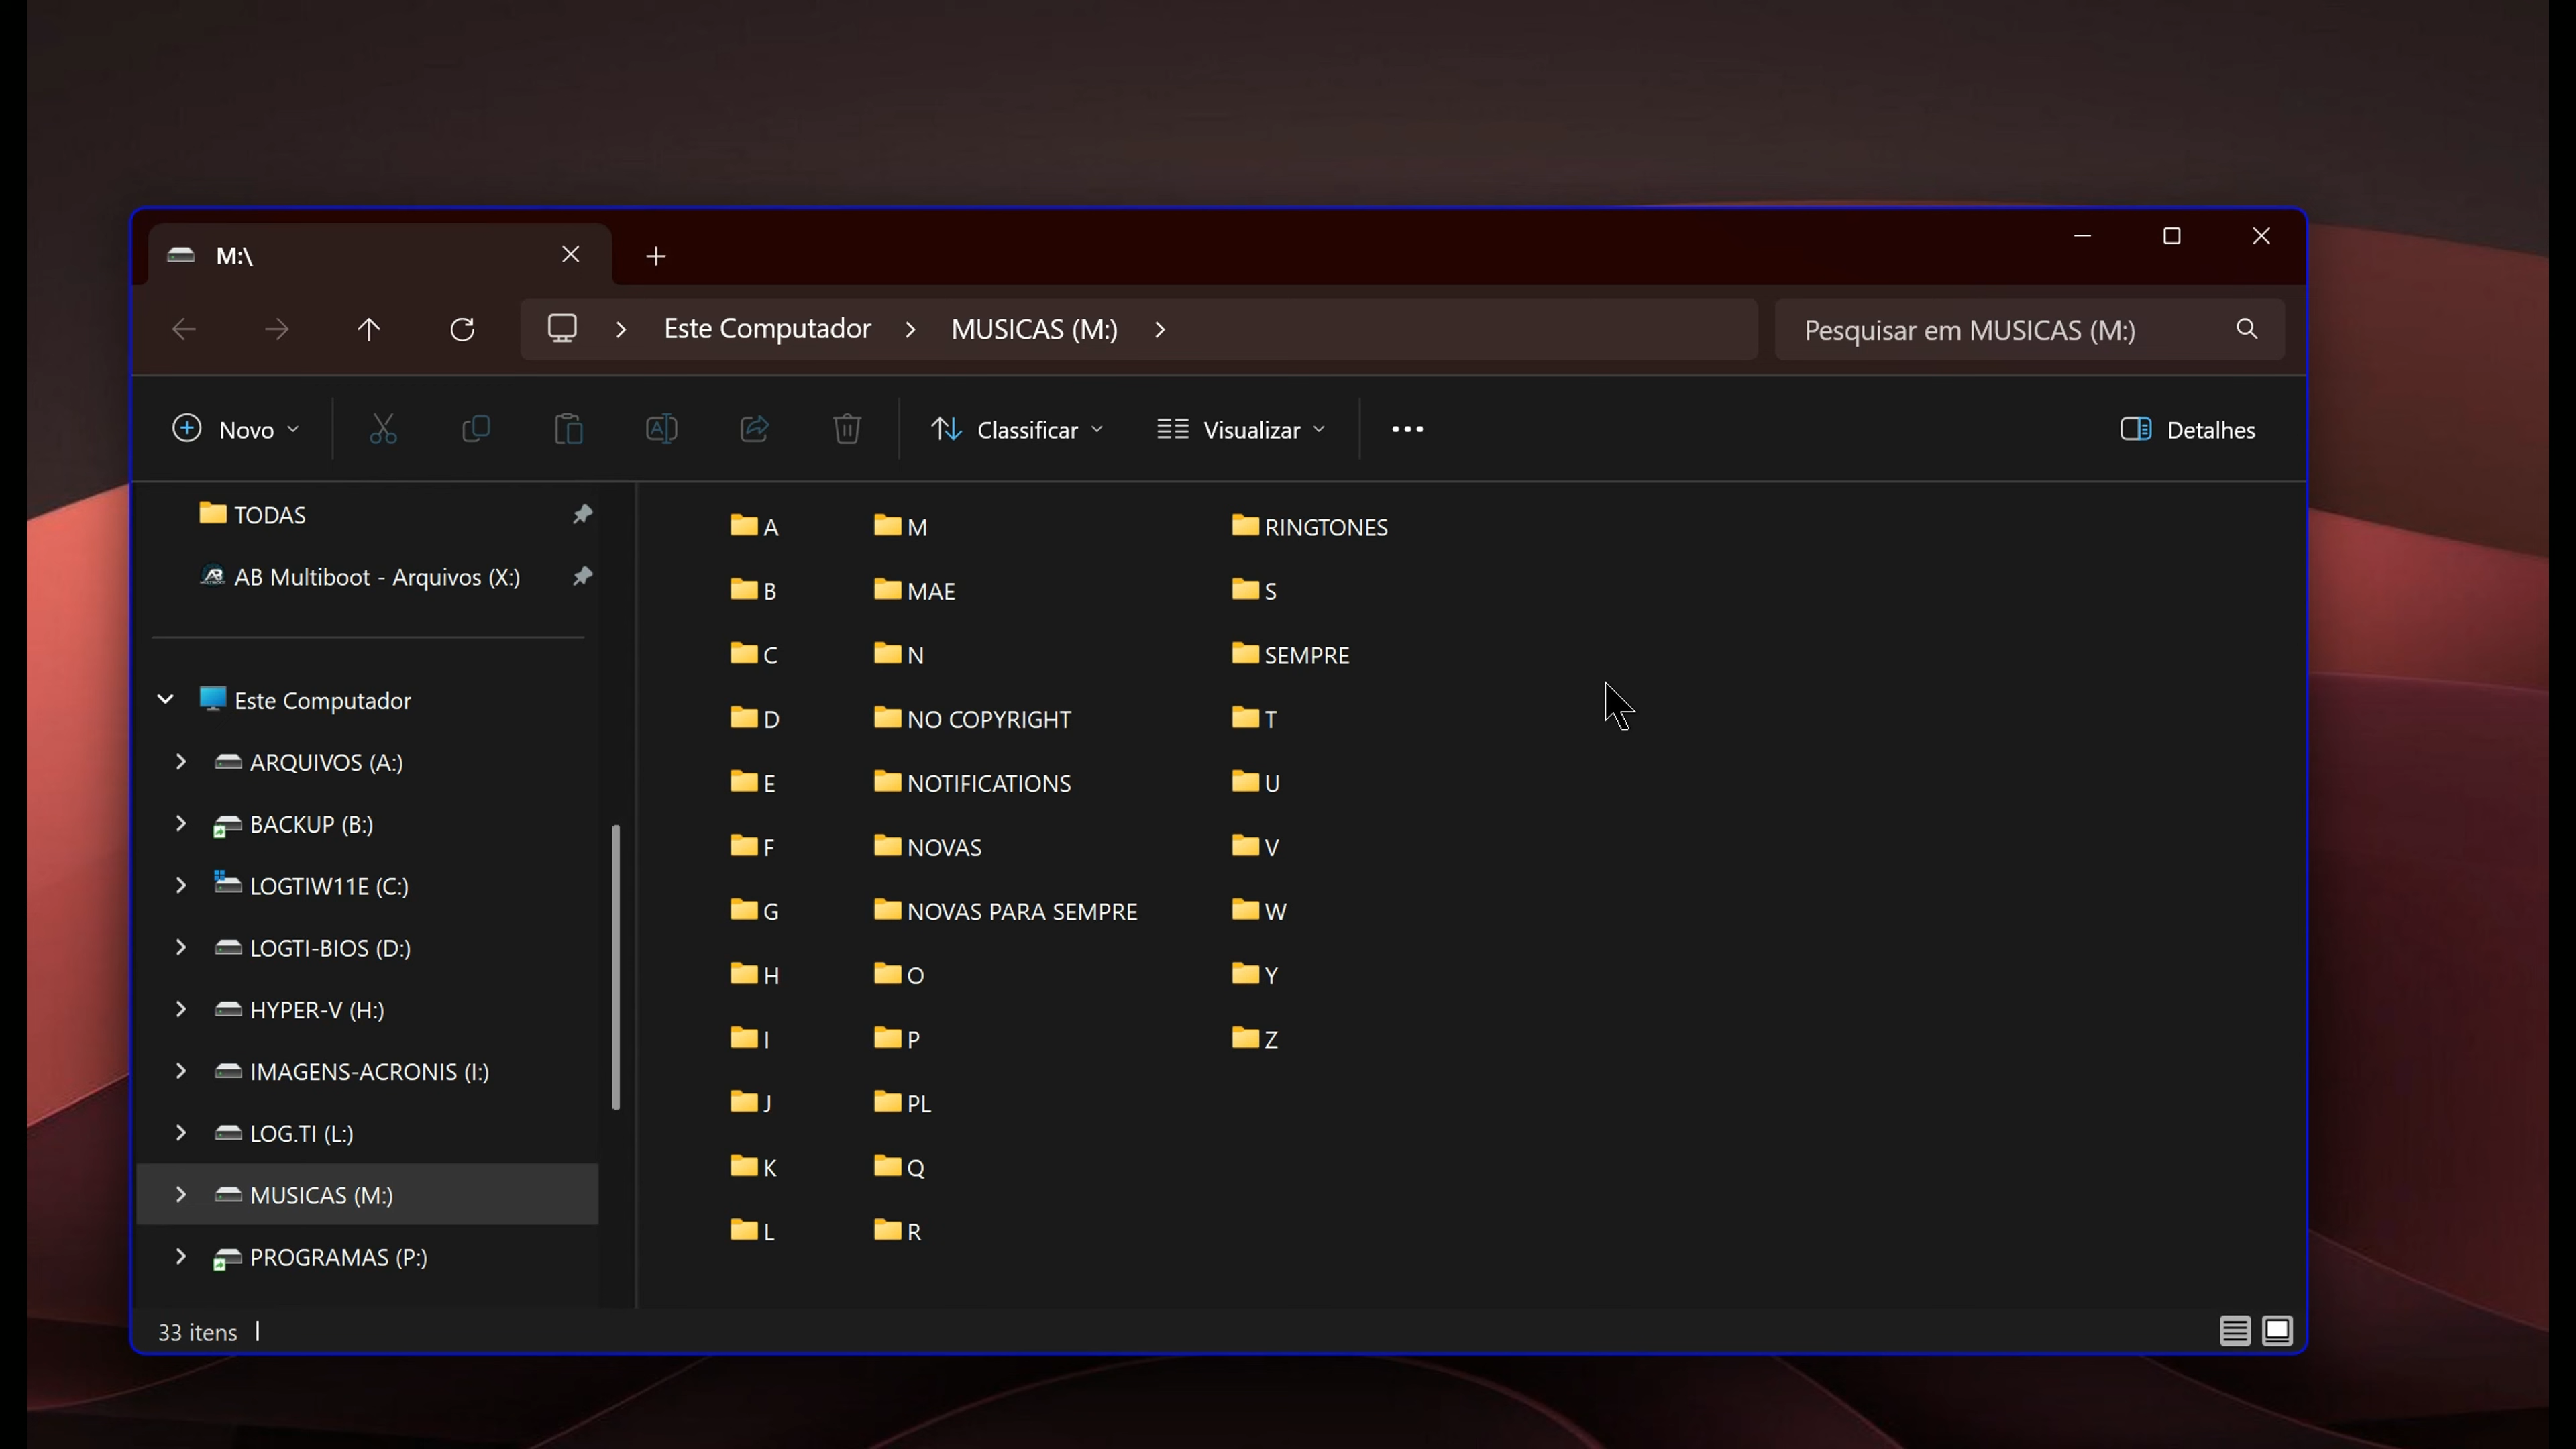 M:\
Este Computador > MUSICAS (M:) >
Pesquisar em MUSICAS (M:)
Novo
Classificar
Visualizar
Detalhes
TODAS
AB Multiboot - Arquivos (X:)
Este Computador
ARQUIVOS (A:)
BACKUP (B:)
LOGTIW11E (C:)
LOGTI-BIOS (D:)
HYPER-V (H:)
IMAGENS-ACRONIS (I:)
LOG.TI (L:)
MUSICAS (M:)
PROGRAMAS (P:)
A
B
C
D
E
F
G
H
I
J
K
L
M
MAE
N
NO COPYRIGHT
NOTIFICATIONS
NOVAS
NOVAS PARA SEMPRE
O
P
PL
Q
R
RINGTONES
S
SEMPRE
T
U
V
W
Y
Z
33 itens